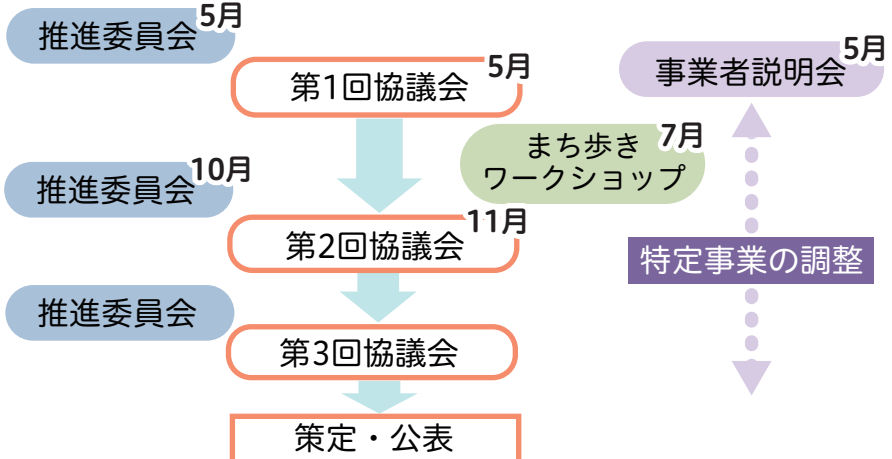 推進委員会
5月
第1回協議会
5月
事業者説明会
5月
まち歩き
ワークショップ
7月
推進委員会
10月
第2回協議会
11月
特定事業の調整
推進委員会
第3回協議会
策定・公表